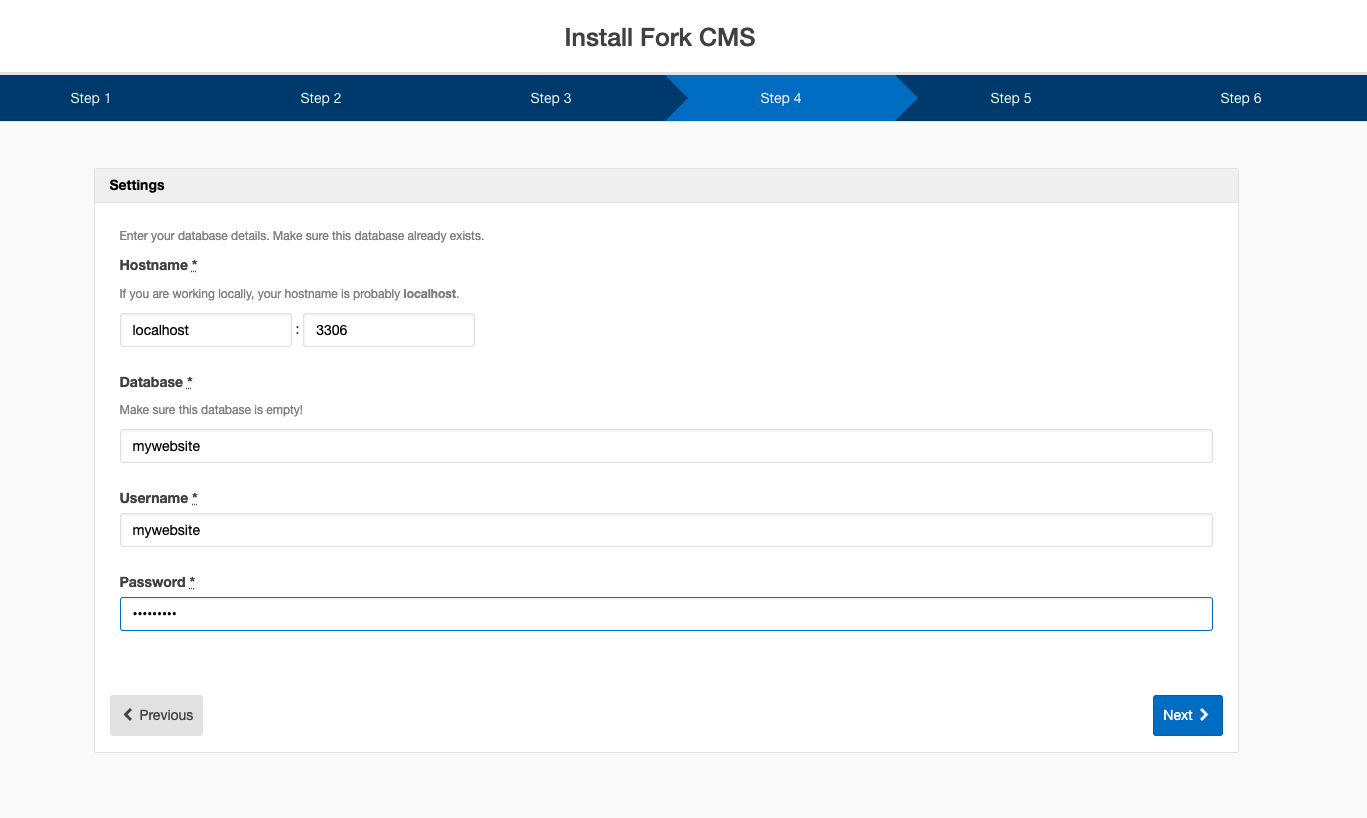 Install Fork CMS
Step 1 Step 2 Step 3 Step 4 Step 5 Step 6
Settings
Enter your database details. Make sure this database already exists.
Hostname *
If you are working locally, your hostname is probably localhost.
localhost : 3306
Database *
Make sure this database is empty!
mywebsite
Username *
mywebsite
Password *
•••••••••
Previous Next